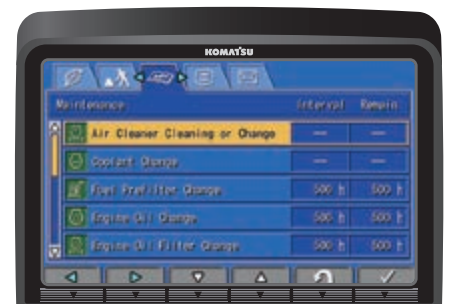 KOMATSU
Maintenance Interval Remain
Air Cleaner Cleaning or Change — —
Coolant Change — —
Fuel Prefilter Change 500 h 500 h
Engine Oil Change 500 h 500 h
Engine Oil Filter Change 500 h 500 h